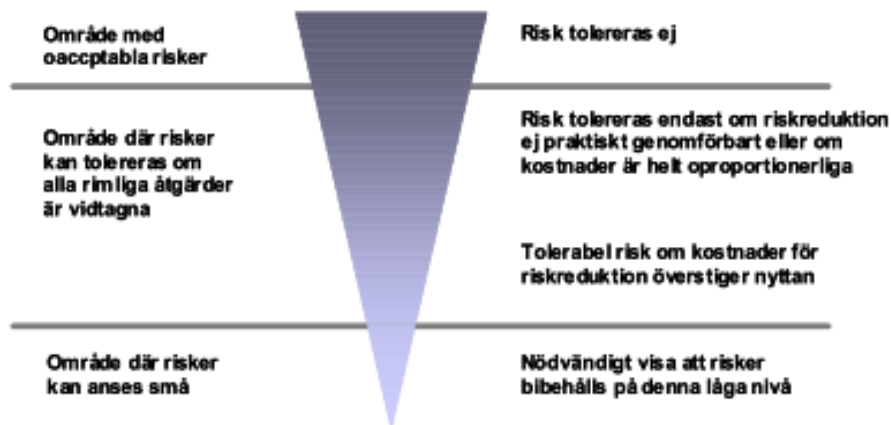 Område med
oaccptabla risker
Risk tolereras ej
Område där risker
kan tolereras om
alla rimliga åtgärder
är vidtagna
Risk tolereras endast om riskreduktion
ej praktiskt genomförbart eller om
kostnader är helt oproportionerliga
Tolerabel risk om kostnader för
riskreduktion överstiger nyttan
Område där risker
kan anses små
Nödvändigt visa att risker
bibehålls på denna låga nivå